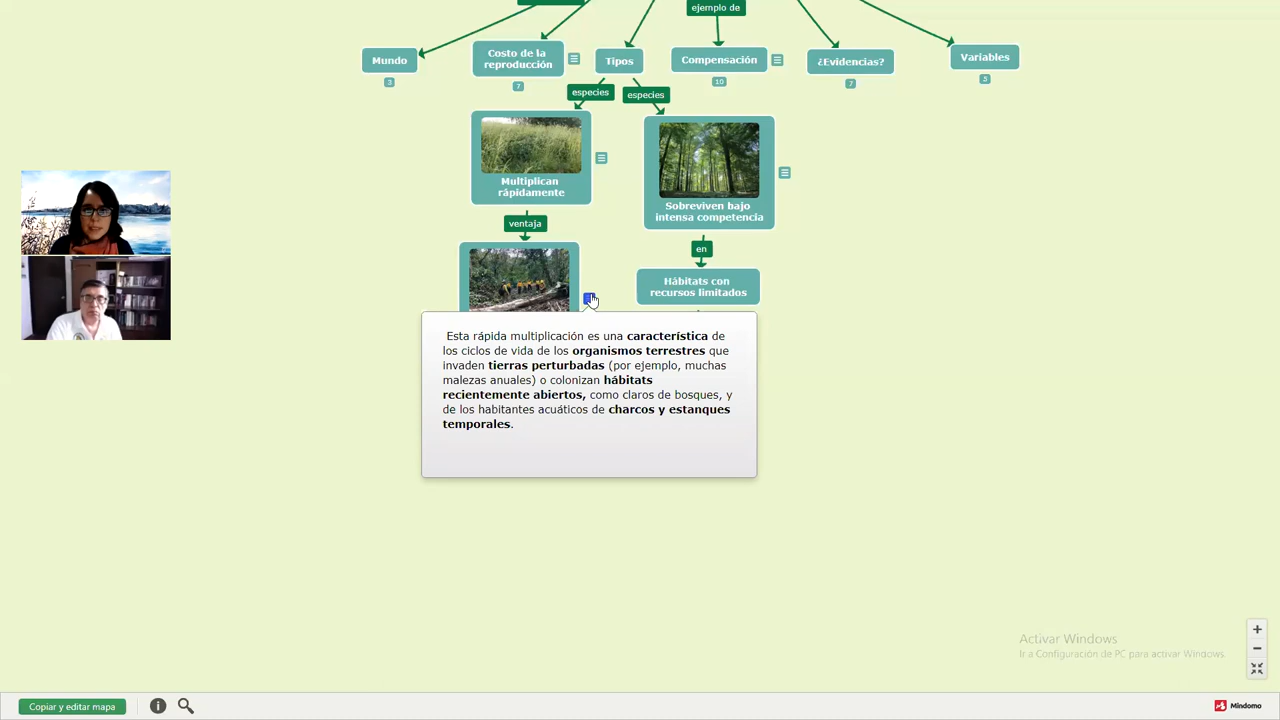 ejemplo de
Mundo
3
Costo de la
reproducción
7
Tipos
Compensación
10
¿Evidencias?
7
Variables
5
especies
especies
Multiplican
rápìdamente
Sobreviven bajo
intensa competencia
ventaja
en
Hábitats con
recursos limitados
Esta rápida multiplicación es una característica de
los ciclos de vida de los organismos terrestres que
invaden tierras perturbadas (por ejemplo, muchas
malezas anuales) o colonizan hábitats
recientemente abiertos, como claros de bosques, y
de los habitantes acuáticos de charcos y estanques
temporales.
Activar Windows
Ir a Configuración de PC para activar Windows.
Copiar y editar mapa
Mindomo